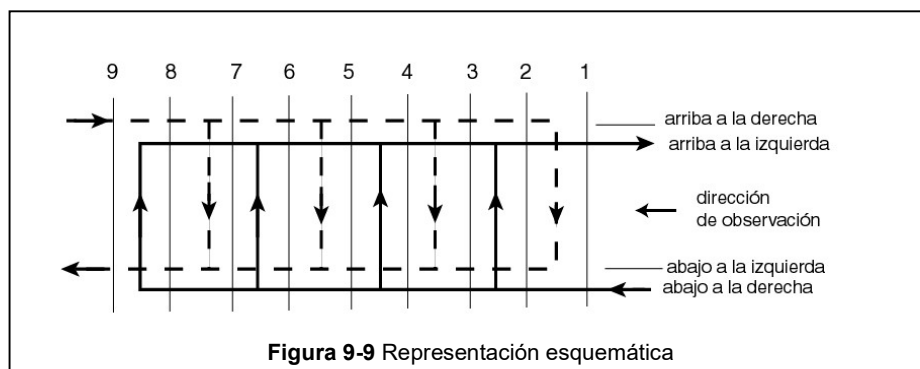 9 8 7 6 5 4 3 2 1
arriba a la derecha
arriba a la izquierda
dirección
de observación
abajo a la izquierda
abajo a la derecha
Figura 9-9 Representación esquemática